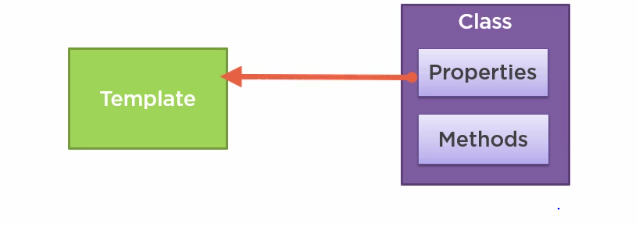 Class
Properties
Template
Methods